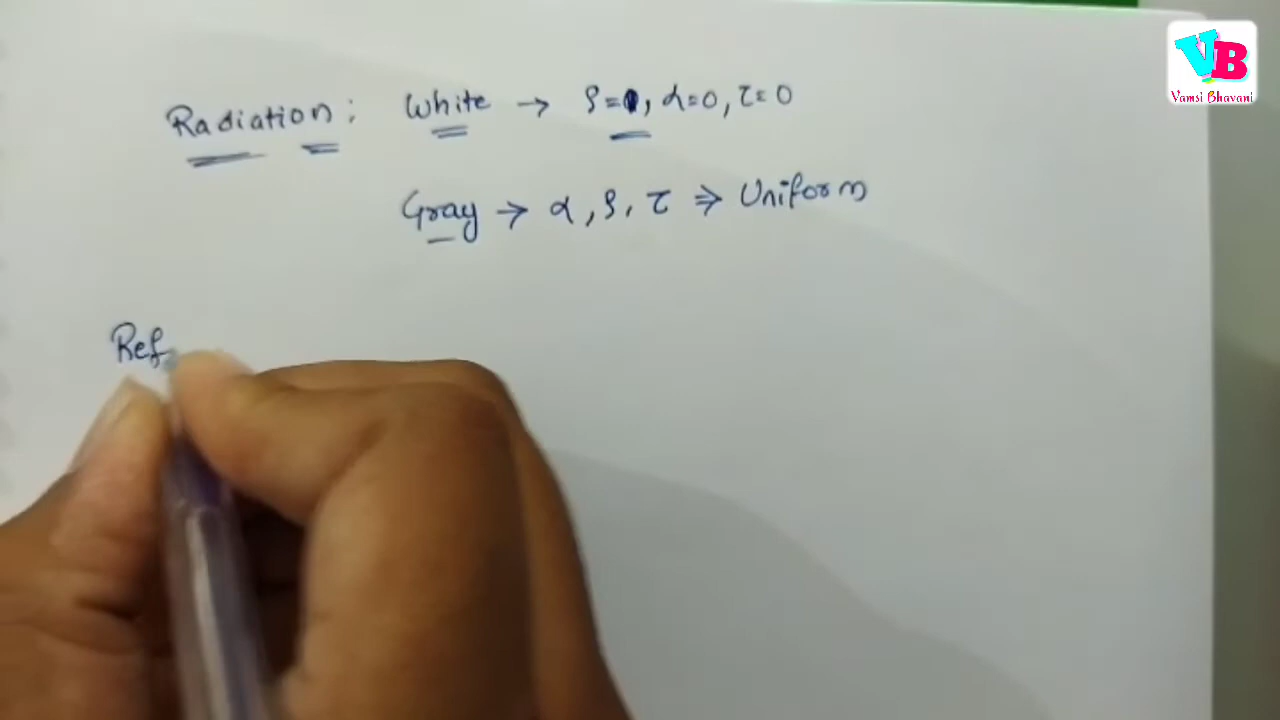 VB
Vamsi Bhavani
Radiation : White → ρ=1, α=0, τ=0
Gray → α, ρ, τ ⇒ Uniform
Ref